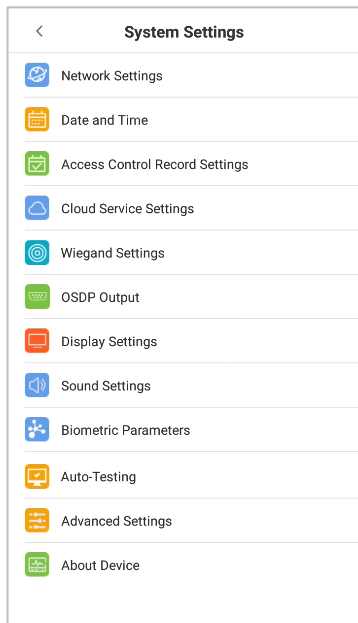 System Settings
Network Settings
Date and Time
Access Control Record Settings
Cloud Service Settings
Wiegand Settings
OSDP Output
Display Settings
Sound Settings
Biometric Parameters
Auto-Testing
Advanced Settings
About Device